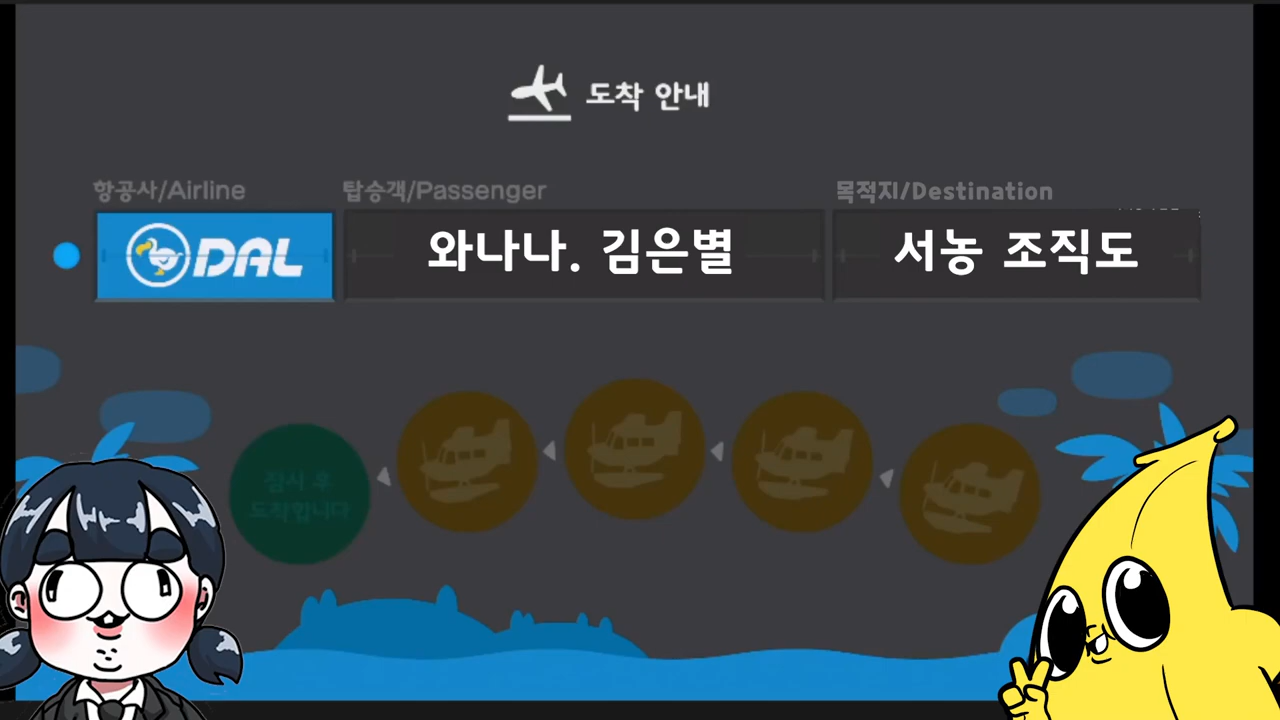 도착 안내
항공사/Airline
탑승객/Passenger
목적지/Destination
DAL
와나나. 김은별
서농 조직도
잠시 후
도착합니다